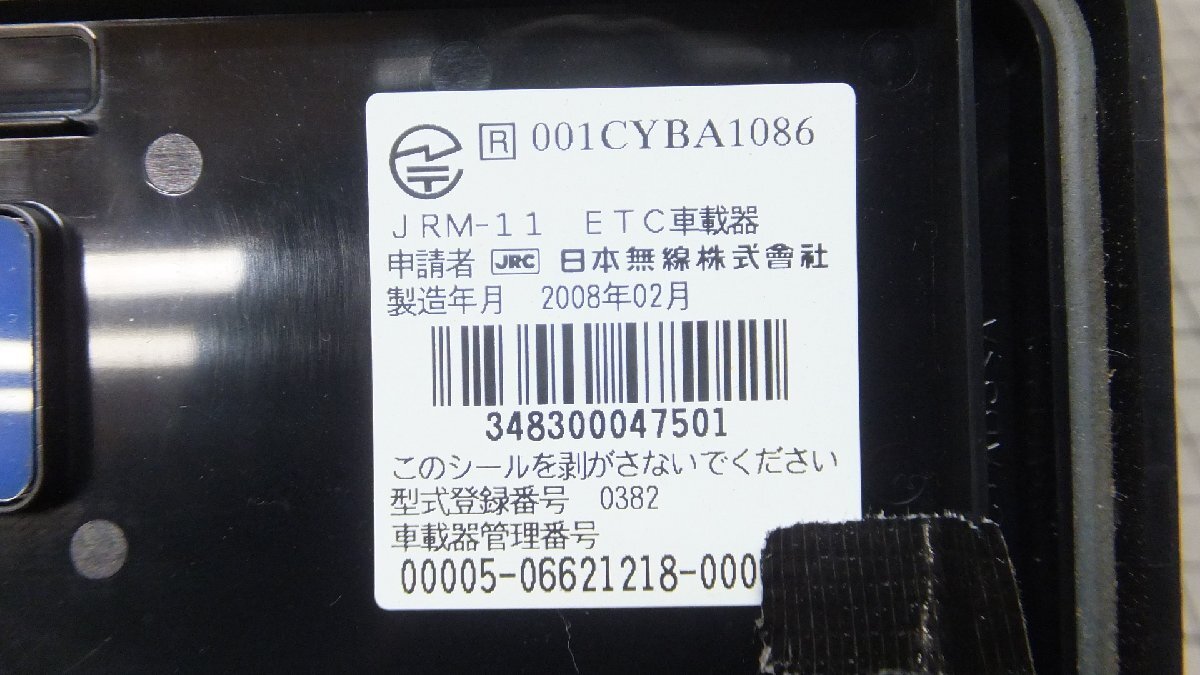 R 001CYBA1086
JRM-11 ETC車載器
申請者 JRC 日本無線株式會社
製造年月 2008年02月
348300047501
このシールを剥がさないでください
型式登録番号 0382
車載器管理番号
00005-06621218-000